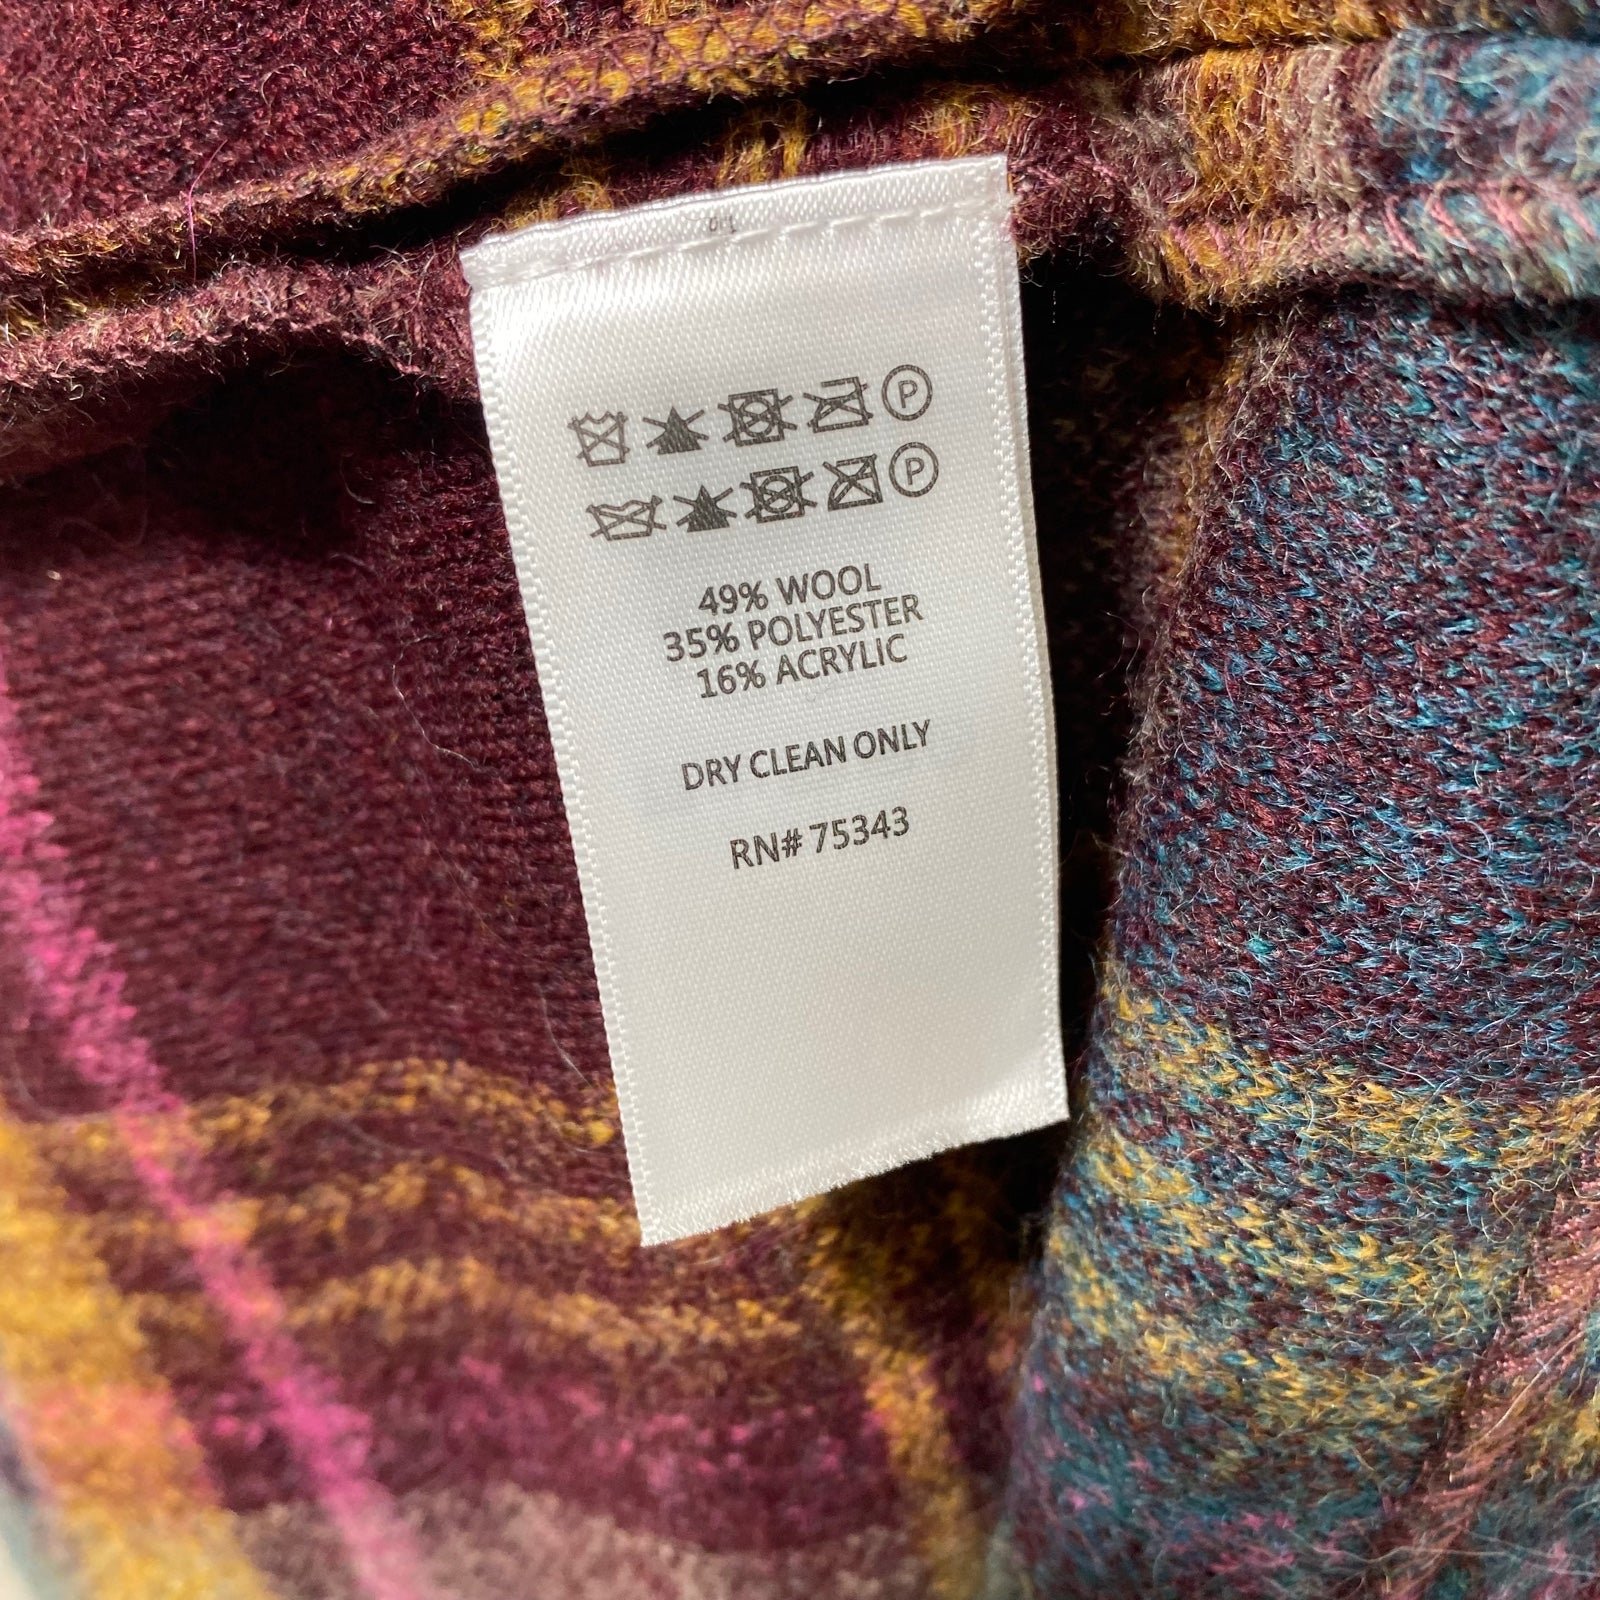 P
P
49% WOOL
35% POLYESTER
16% ACRYLIC
DRY CLEAN ONLY
RN# 75343